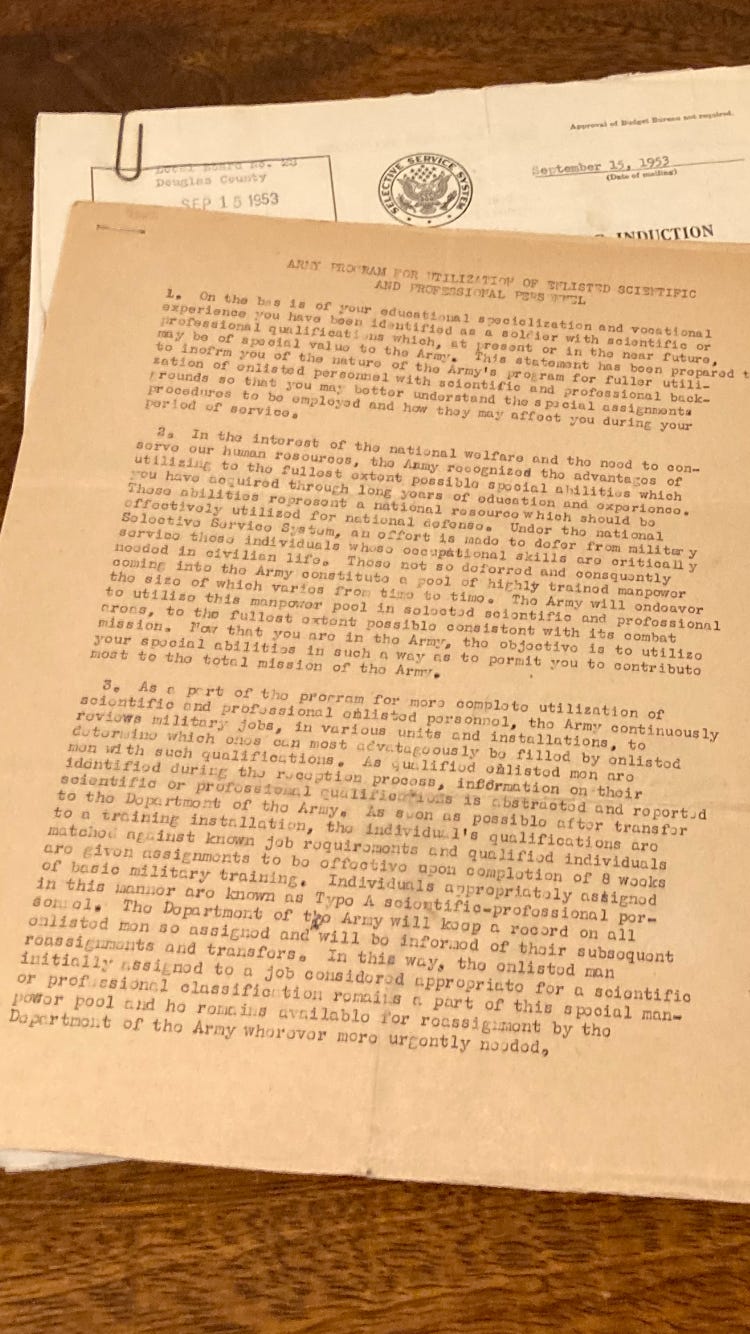 Approval of Budget Bureau not required.
Local Board No. 23
Douglas County
SEP 15 1953
SELECTIVE SERVICE SYSTEM
September 15, 1953
(Date of mailing)
INDUCTION
ARMY PROGRAM FOR UTILIZATION OF ENLISTED SCIENTIFIC
AND PROFESSIONAL PERSONNEL
1. On the basis of your educational specialization and vocational
experience you have been identified as a soldier with scientific or
professional qualifications which, at present or in the near future,
may be of special value to the Army. This statement has been prepared t
to inofrm you of the nature of the Army's program for fuller utili-
zation of enlisted personnel with scientific and professional back-
grounds so that you may better understand the special assignments
procedures to be employed and how they may affect you during your
period of service.
2. In the interest of the national welfare and the need to con-
serve our human resources, the Army recognized the advantages of
utilizing to the fullest extent possible special abilities which
you have acquired through long years of education and experience.
These abilities represent a national resource which should be
effectively utilized for national defense. Under the national
Selective Service System, an effort is made to defer from military
service those individuals whose occupational skills are critically
needed in civilian life. Those not so deferred and consquently
coming into the Army constitute a pool of highly trained manpower
the size of which varies from time to time. The Army will endeavor
to utilize this manpower pool in selected scientific and professional
areas, to the fullest extent possible consistent with its combat
mission. Now that you are in the Army, the objective is to utilize
your special abilities in such a way as to permit you to contribute
most to the total mission of the Army.
3. As a part of the program for more complete utilization of
scientific and professional enlisted personnel, the Army continuously
reviews military jobs, in various units and installations, to
determine which ones can most advatageously be filled by enlisted
men with such qualifications. As qualified enlisted men are
identified during the reception process, information on their
scientific or professional qualifications is abstracted and reported
to the Department of the Army. As soon as possible after transfer
to a training installation, the individual's qualifications are
matched against known job requirements and qualified individuals
are given assignments to be effective upon completion of 8 weeks
of basic military training. Individuals appropriately assigned
in this manner are known as Type A scientific-professional per-
sonnel. The Department of the Army will keep a record on all
enlisted men so assigned and will be informed of their subsequent
reassignments and transfers. In this way, the enlisted man
initially assigned to a job considered appropriate for a scientific
or professional classification remains a part of this special man-
power pool and he remains available for reassignment by the
Department of the Army wherever more urgently needed,